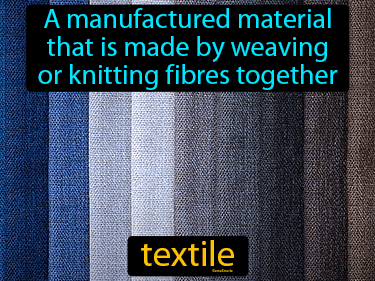 A manufactured material
that is made by weaving
or knitting fibres together
textile